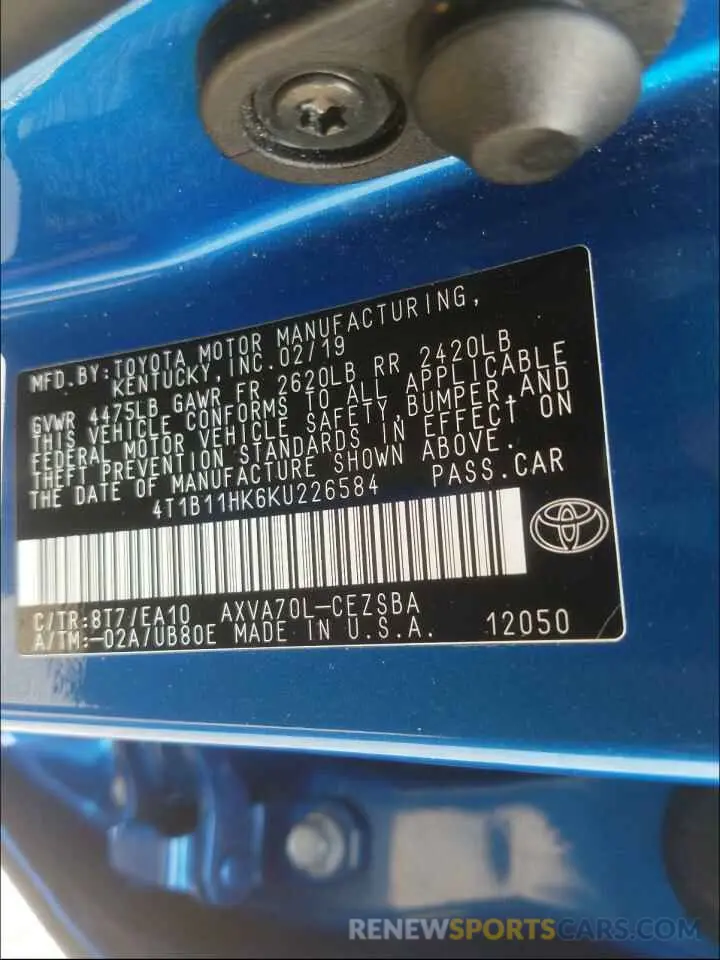 MFD.BY:TOYOTA MOTOR MANUFACTURING,
KENTUCKY,INC.02/19
GVWR 4475LB GAWR FR 2620LB RR 2420LB
THIS VEHICLE CONFORMS TO ALL APPLICABLE
FEDERAL MOTOR VEHICLE SAFETY,BUMPER,AND
THEFT PREVENTION STANDARDS IN EFFECT ON
THE DATE OF MANUFACTURE SHOWN ABOVE.
4T1B11HK6KU226584 PASS.CAR
C/TR:8T7/EA10 AXVA70L-CEZSBA
A/TM:-02A/UB80E MADE IN U.S.A. 12050
RENEWSPORTSCARS.COM